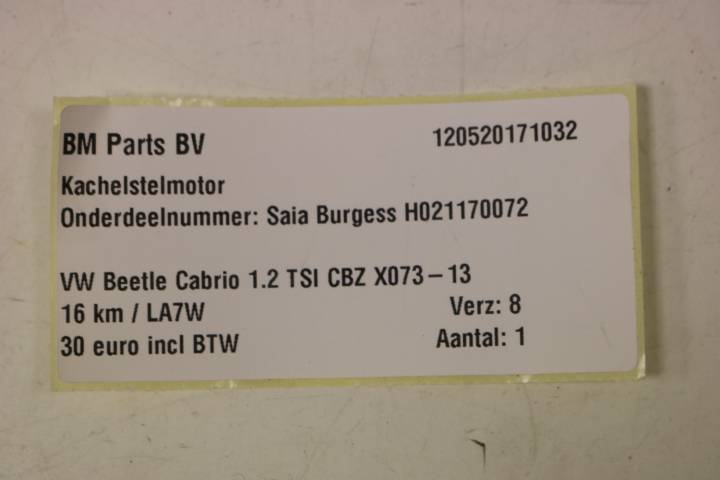 BM Parts BV 120520171032
Kachelstelmotor
Onderdeelnummer: Saia Burgess H021170072
VW Beetle Cabrio 1.2 TSI CBZ X073-13
16 km / LA7W Verz: 8
30 euro incl BTW Aantal: 1